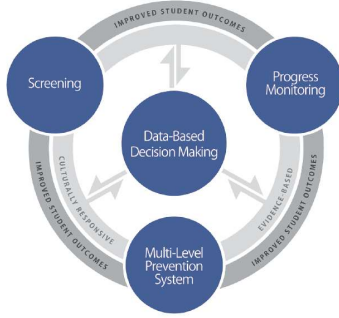 IMPROVED STUDENT OUTCOMES
Screening
Progress
Monitoring
Data-Based
Decision Making
CULTURALLY RESPONSIVE
EVIDENCE-BASED
IMPROVED STUDENT OUTCOMES
IMPROVED STUDENT OUTCOMES
Multi-Level
Prevention
System